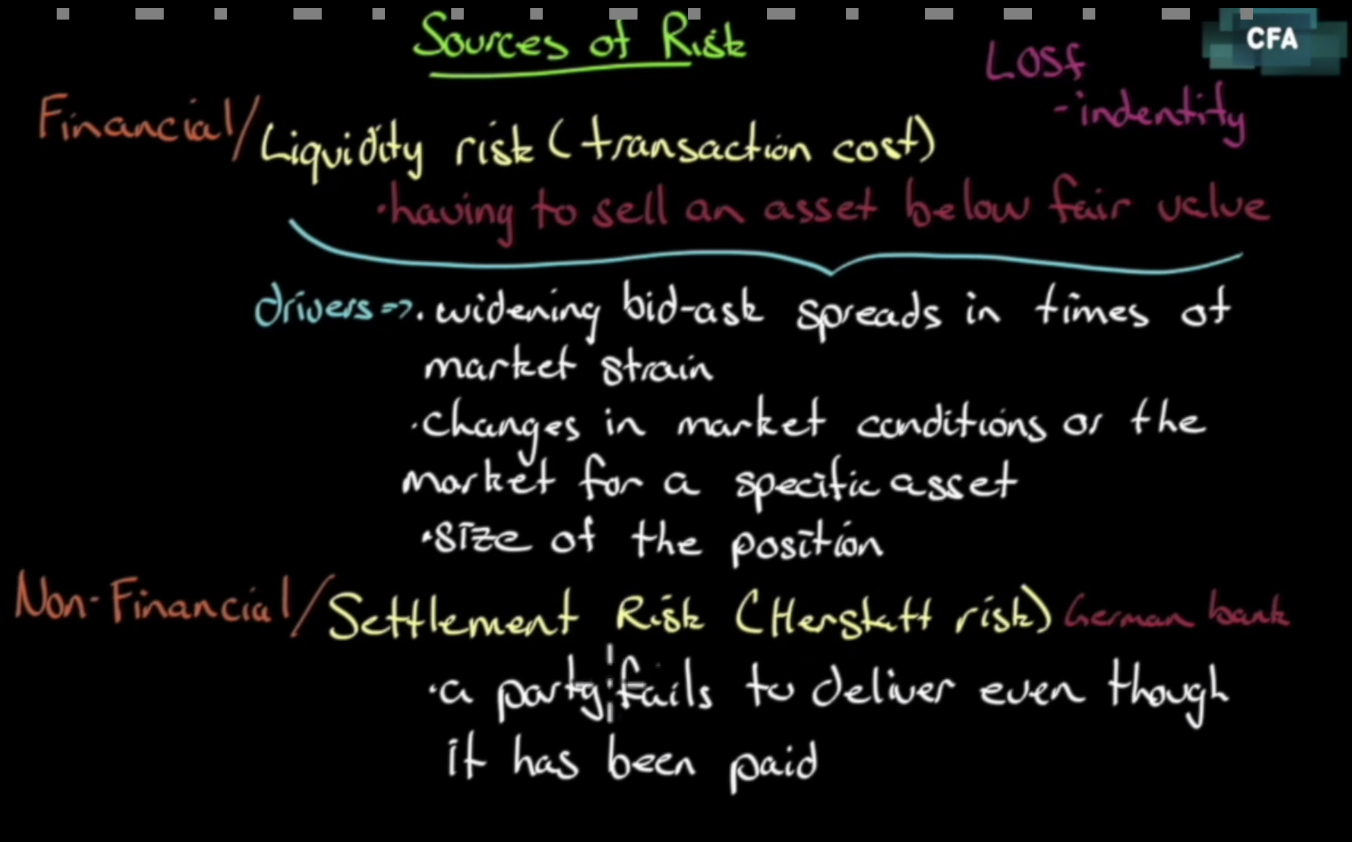 Sources of Risk
CFA
LOSf
- indentity
Financial/Liquidity risk (transaction cost)
• having to sell an asset below fair value
drivers => • widening bid-ask spreads in times of
market strain
• changes in market conditions or the
market for a specific asset
• size of the position
Non-Financial/Settlement Risk (Herstatt risk) German bank
• a party fails to deliver even though
it has been paid